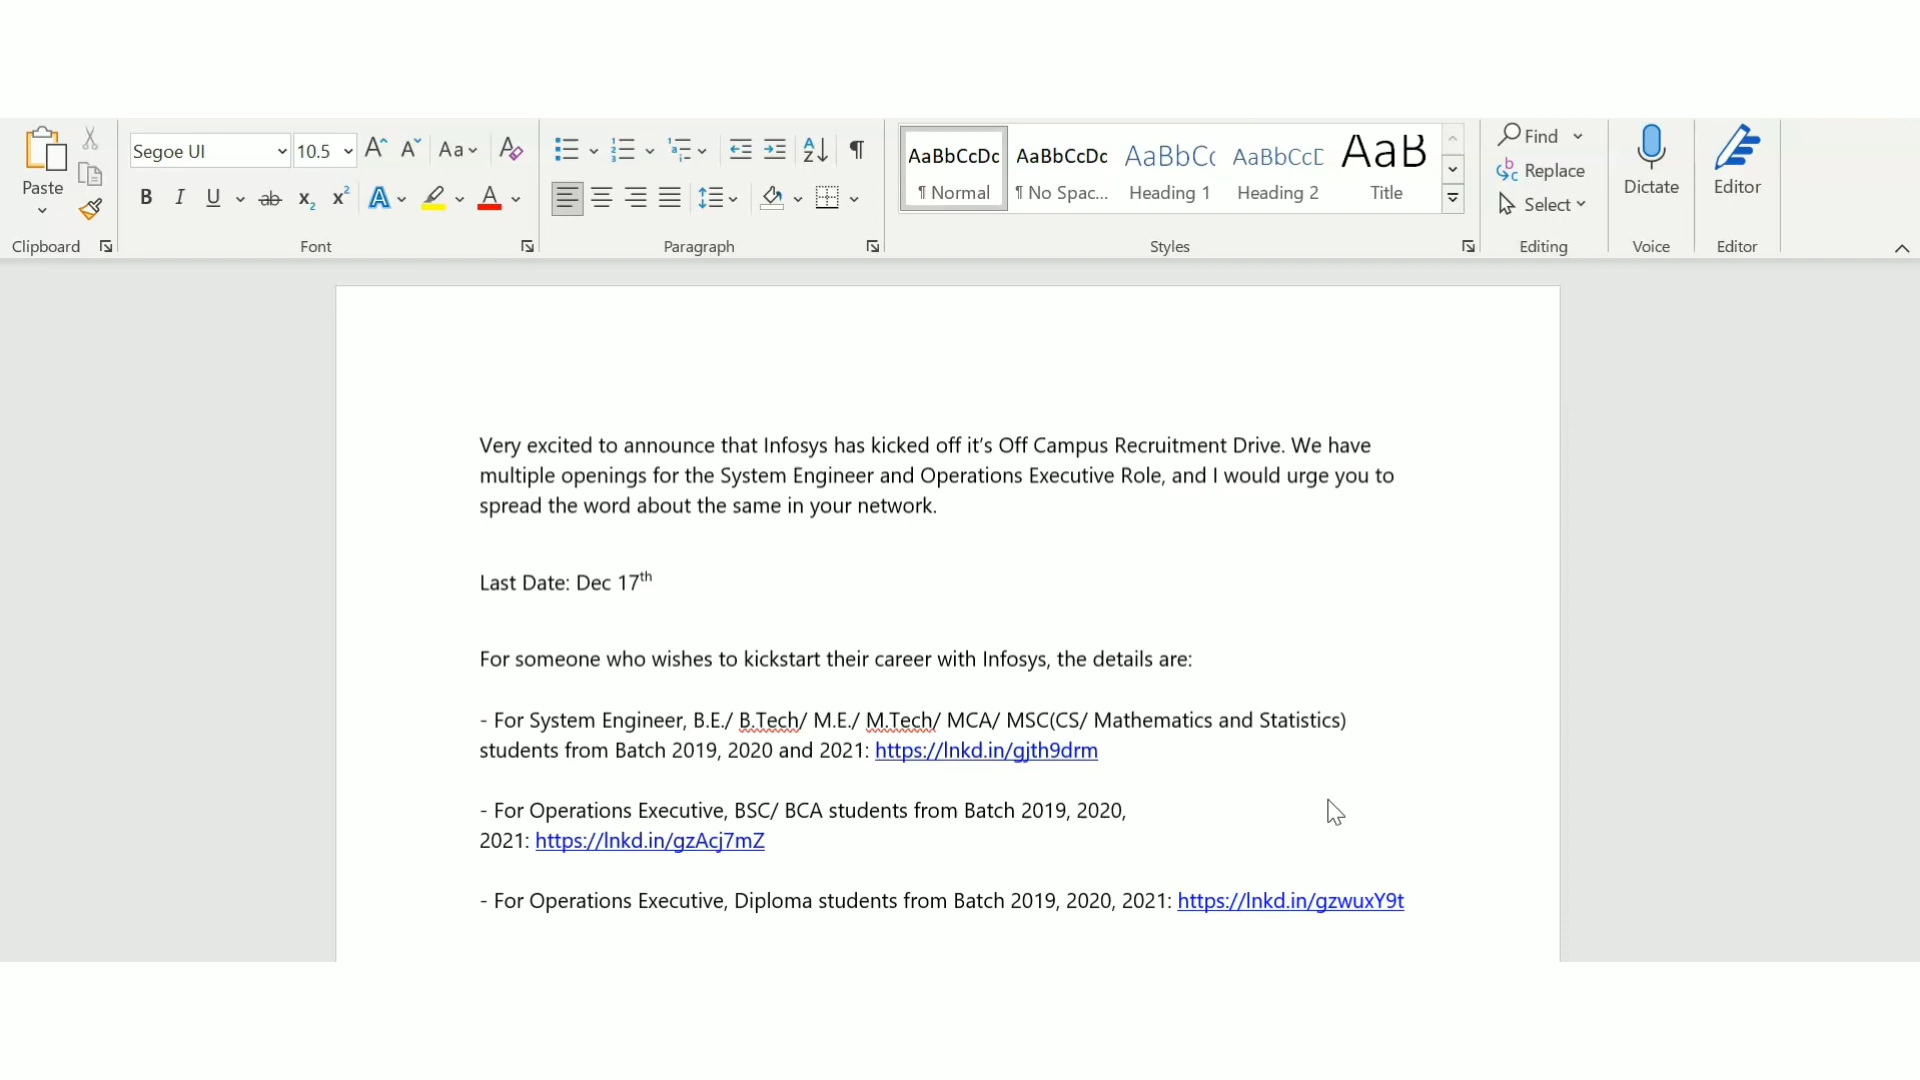 Find
Replace
Select
Paste
Segoe UI 10.5
Aa
B I U ab x2 x2 A A
AaBbCcDc AaBbCcDc AaBbCc AaBbCcD AaB
¶ Normal ¶ No Spac... Heading 1 Heading 2 Title
Dictate
Editor
Clipboard Font Paragraph Styles Editing Voice Editor
Very excited to announce that Infosys has kicked off it's Off Campus Recruitment Drive. We have
multiple openings for the System Engineer and Operations Executive Role, and I would urge you to
spread the word about the same in your network.
Last Date: Dec 17th
For someone who wishes to kickstart their career with Infosys, the details are:
- For System Engineer, B.E./ B.Tech/ M.E./ M.Tech/ MCA/ MSC(CS/ Mathematics and Statistics)
students from Batch 2019, 2020 and 2021: https://lnkd.in/gjth9drm
- For Operations Executive, BSC/ BCA students from Batch 2019, 2020,
2021: https://lnkd.in/gzAcj7mZ
- For Operations Executive, Diploma students from Batch 2019, 2020, 2021: https://lnkd.in/gzwuxY9t